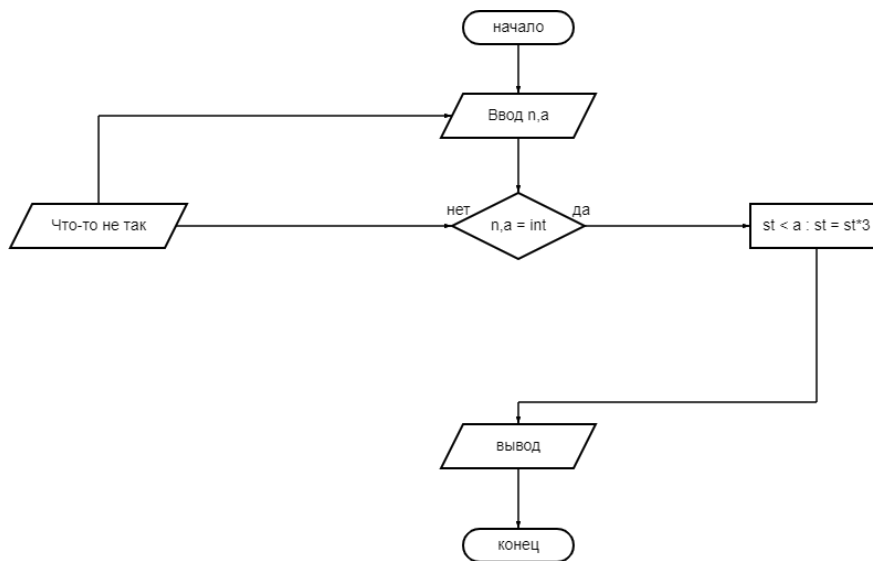 начало
Ввод n,a
нет
да
Что-то не так
n,a = int
st < a : st = st*3
вывод
конец